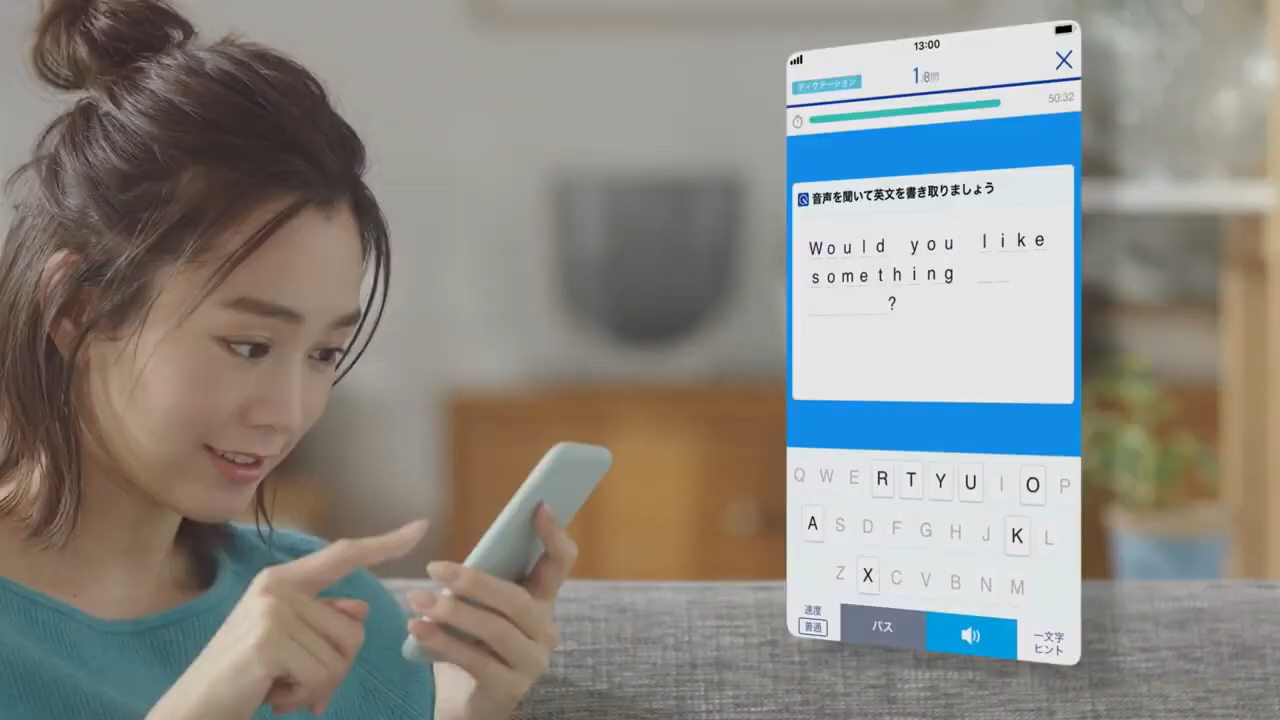 13:00
ディクテーション
1/8問
50:32
音声を聞いて英文を書き取りましょう
Would you like
something
?
Q W E R T Y U I O P
A S D F G H J K L
Z X C V B N M
速度
普通
パス
一文字
ヒント